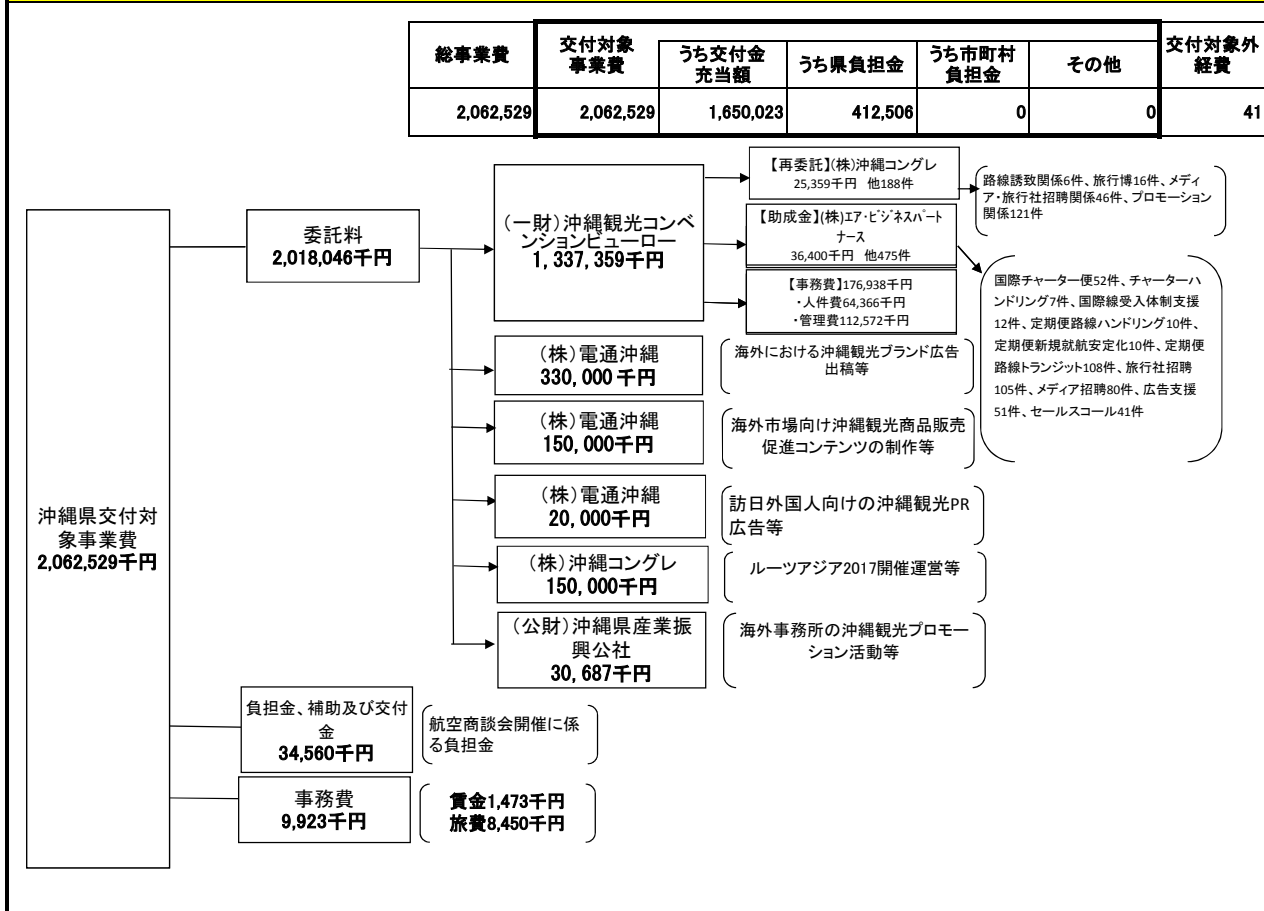 総事業費
交付対象
事業費
うち交付金
充当額
うち県負担金
うち市町村
負担金
その他
交付対象外
経費
2,062,529
2,062,529
1,650,023
412,506
0
0
41
沖縄県交付対
象事業費
2,062,529千円
委託料
2,018,046千円
(一財)沖縄観光コンベ
ンションビューロー
1,337,359千円
【再委託】(株)沖縄コングレ
25,359千円 他188件
路線誘致関係6件、旅行博16件、メディ
ア・旅行社招聘関係46件、プロモーション
関係121件
【助成金】(株)エア・ビジネスパート
ナース
36,400千円 他475件
国際チャーター便52件、チャーターハ
ンドリング7件、国際線受入体制支援
12件、定期便路線ハンドリング10件、
定期便新規就航安定化10件、定期便
路線トランジット108件、旅行社招聘
105件、メディア招聘80件、広告支援
51件、セールスコール41件
【事務費】176,938千円
・人件費64,366千円
・管理費112,572千円
(株)電通沖縄
330,000千円
海外における沖縄観光ブランド広告
出稿等
(株)電通沖縄
150,000千円
海外市場向け沖縄観光商品販売
促進コンテンツの制作等
(株)電通沖縄
20,000千円
訪日外国人向けの沖縄観光PR
広告等
(株)沖縄コングレ
150,000千円
ルーツアジア2017開催運営等
(公財)沖縄県産業振
興公社
30,687千円
海外事務所の沖縄観光プロモー
ション活動等
負担金、補助及び交付
金
34,560千円
航空商談会開催に係
る負担金
事務費
9,923千円
賃金1,473千円
旅費8,450千円